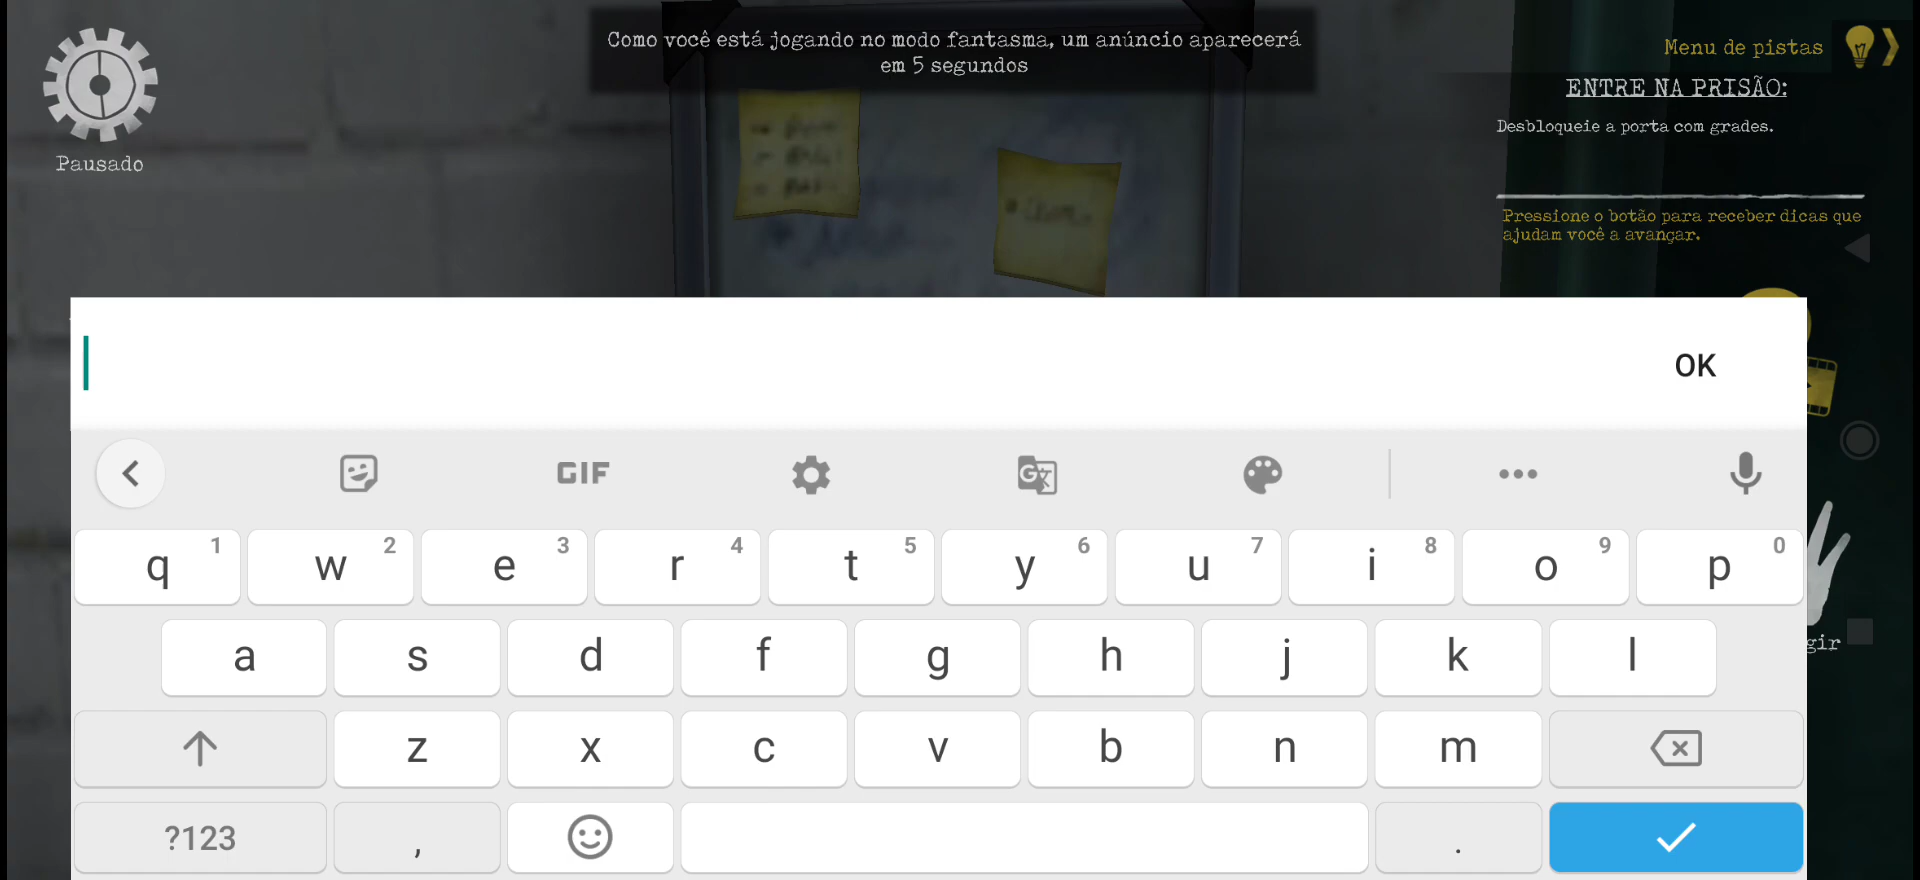 Como você está jogando no modo fantasma, um anúncio aparecerá
em 5 segundos
Menu de pistas
ENTRE NA PRISÃO:
Desbloqueie a porta com grades.
Pausado
Pressione o botão para receber dicas que
ajudam você a avançar.
OK
GIF
G
q 1 w 2 e 3 r 4 t 5 y 6 u 7 i 8 o 9 p 0
a s d f g h j k l
gir
z x c v b n m
?123 , .